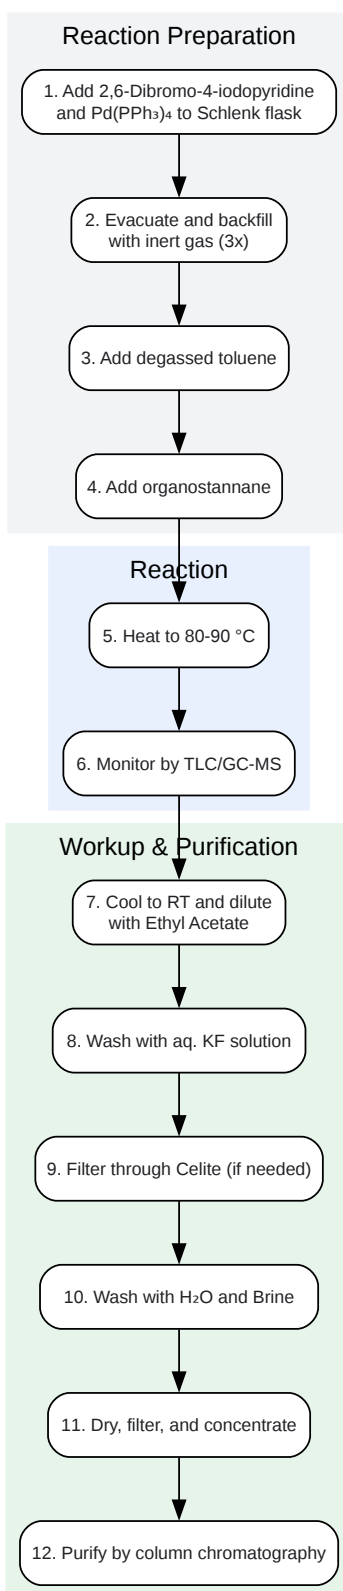 Reaction Preparation
1. Add 2,6-Dibromo-4-iodopyridine
and Pd(PPh₃)₄ to Schlenk flask
2. Evacuate and backfill
with inert gas (3x)
3. Add degassed toluene
4. Add organostannane
Reaction
5. Heat to 80-90 °C
6. Monitor by TLC/GC-MS
Workup & Purification
7. Cool to RT and dilute
with Ethyl Acetate
8. Wash with aq. KF solution
9. Filter through Celite (if needed)
10. Wash with H₂O and Brine
11. Dry, filter, and concentrate
12. Purify by column chromatography